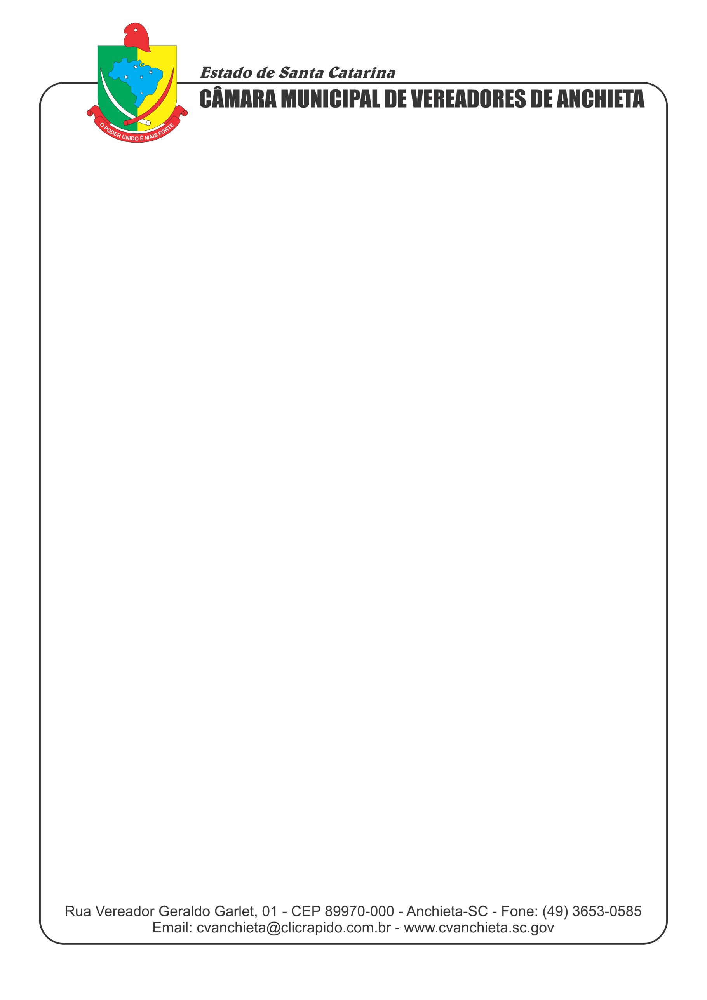 Estado de Santa Catarina
CÂMARA MUNICIPAL DE VEREADORES DE ANCHIETA
O PODER UNIDO É MAIS FORTE
Rua Vereador Geraldo Garlet, 01 - CEP 89970-000 - Anchieta-SC - Fone: (49) 3653-0585
Email: cvanchieta@clicrapido.com.br - www.cvanchieta.sc.gov